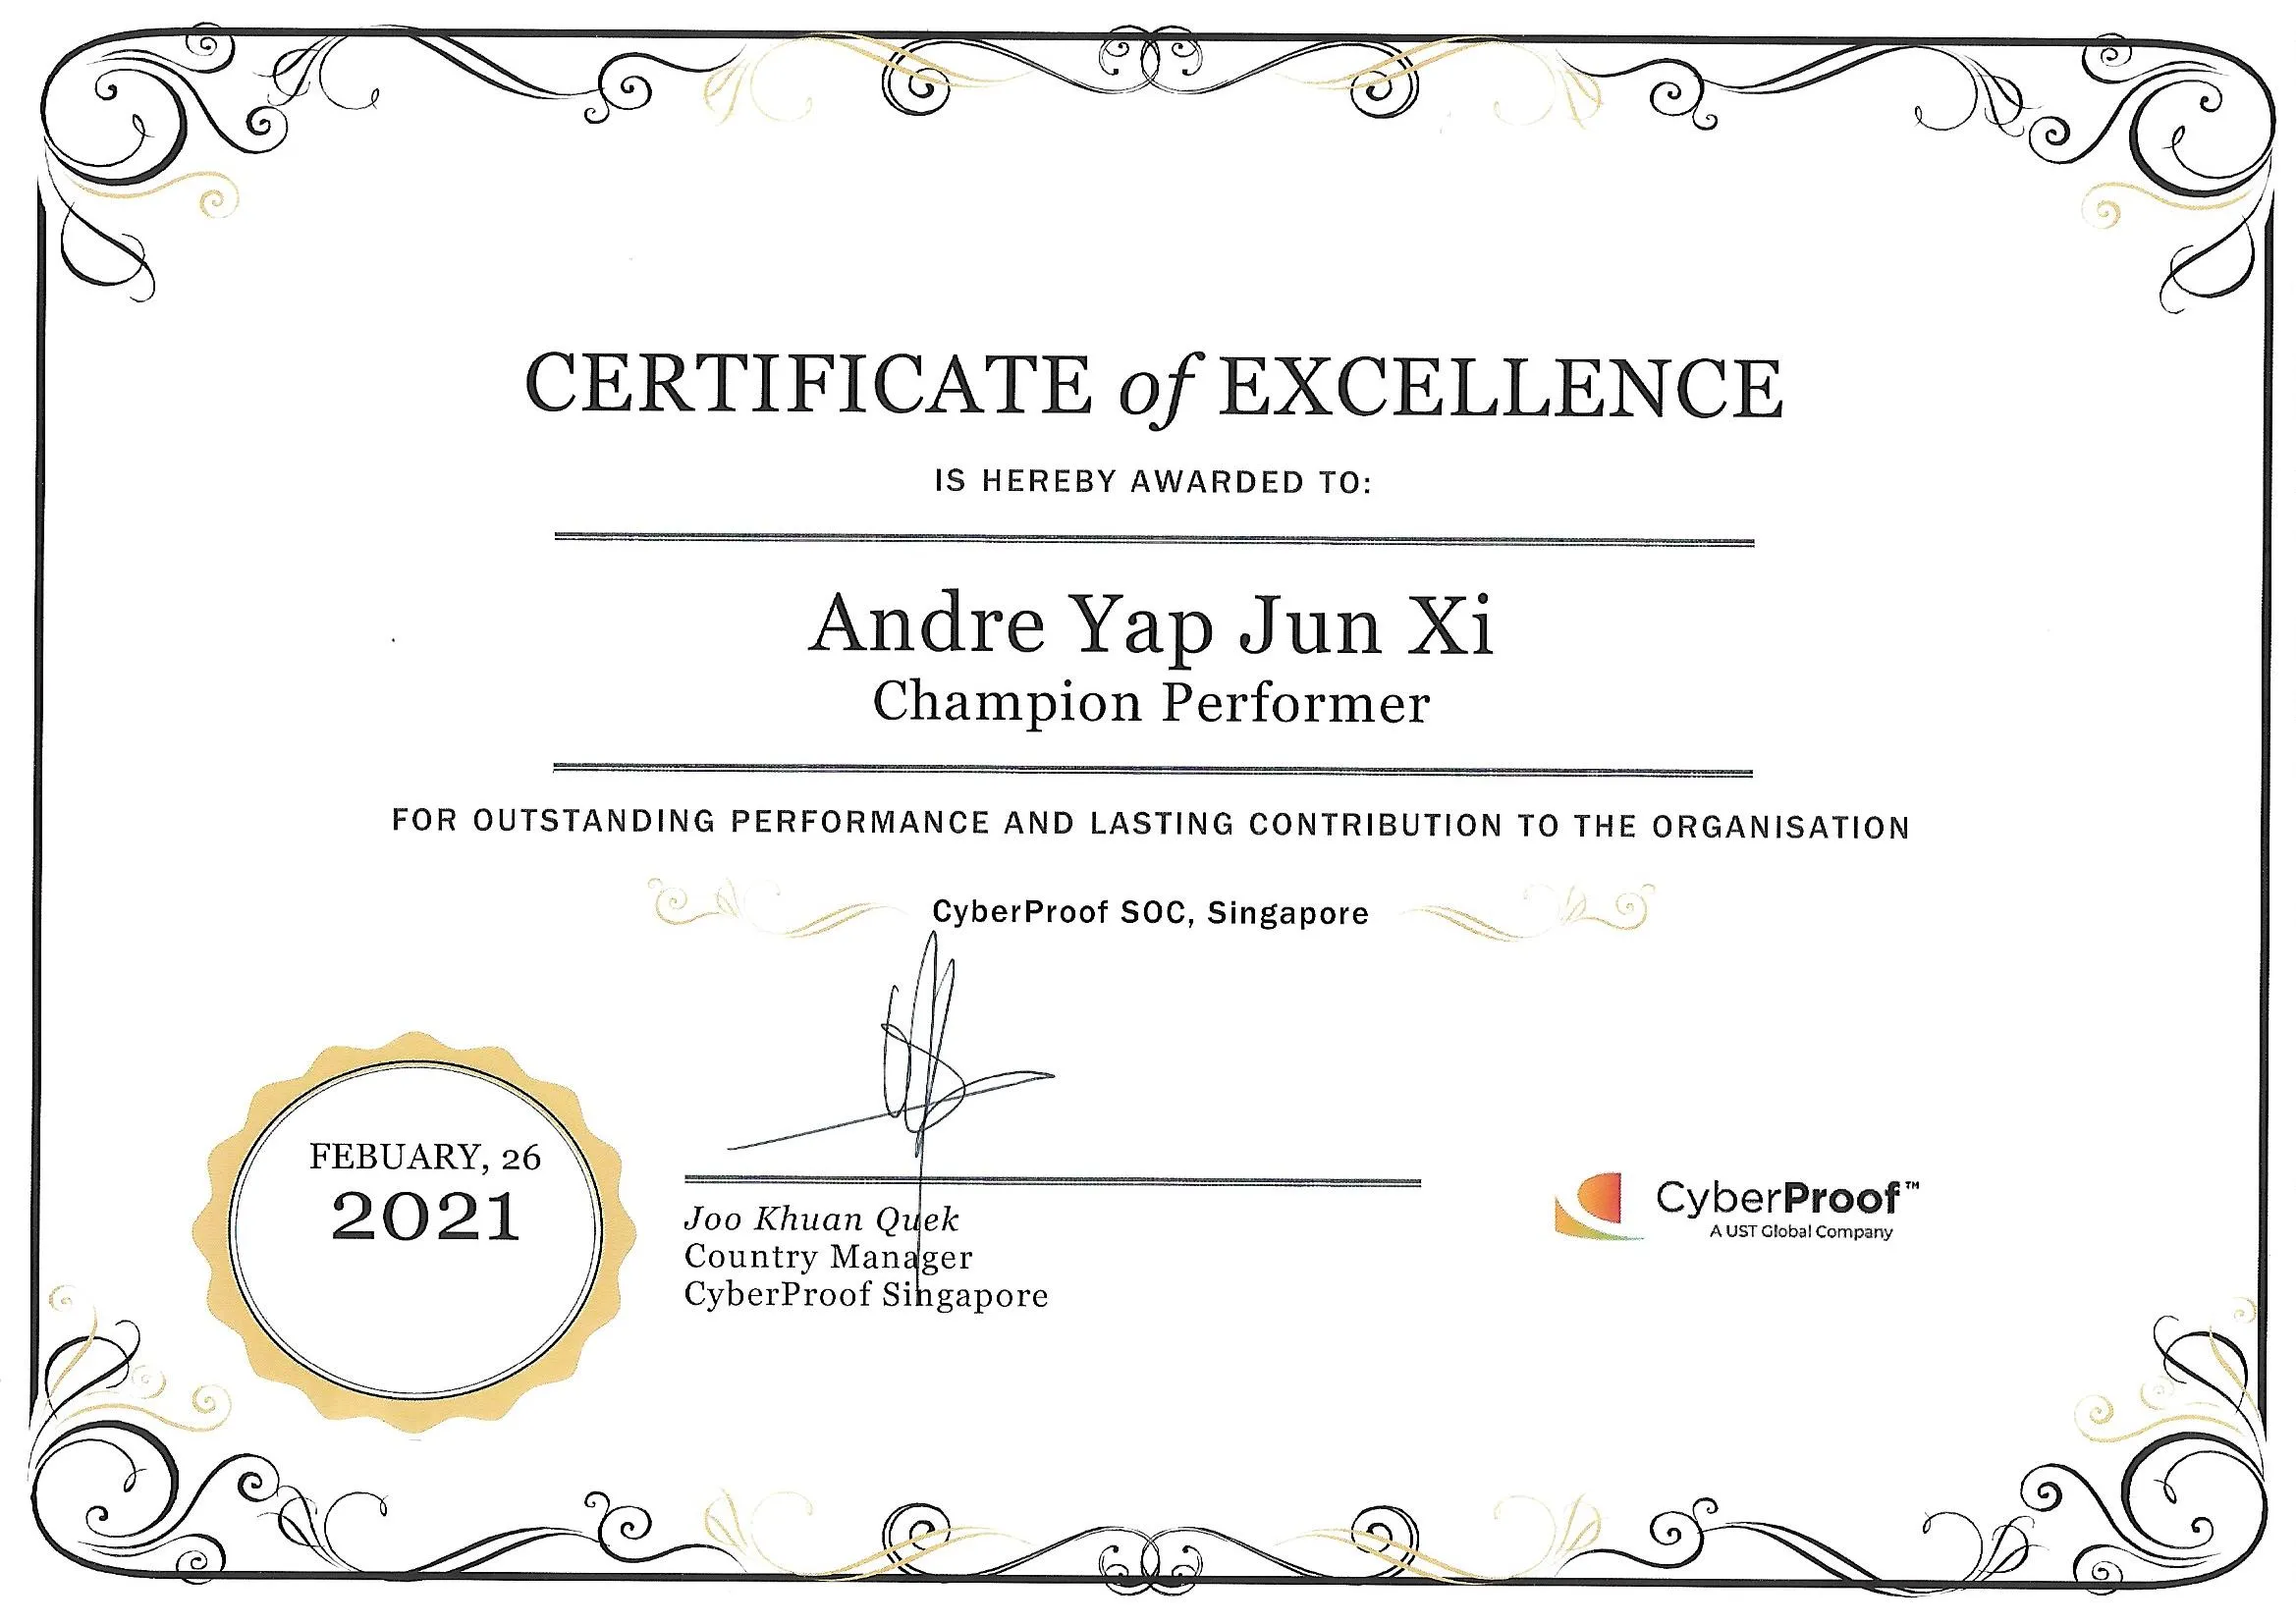 CERTIFICATE of EXCELLENCE
IS HEREBY AWARDED TO:
Andre Yap Jun Xi
Champion Performer
FOR OUTSTANDING PERFORMANCE AND LASTING CONTRIBUTION TO THE ORGANISATION
CyberProof SOC, Singapore
FEBUARY, 26
2021
Joo Khuan Quek
Country Manager
CyberProof Singapore
CyberProof™
A UST Global Company